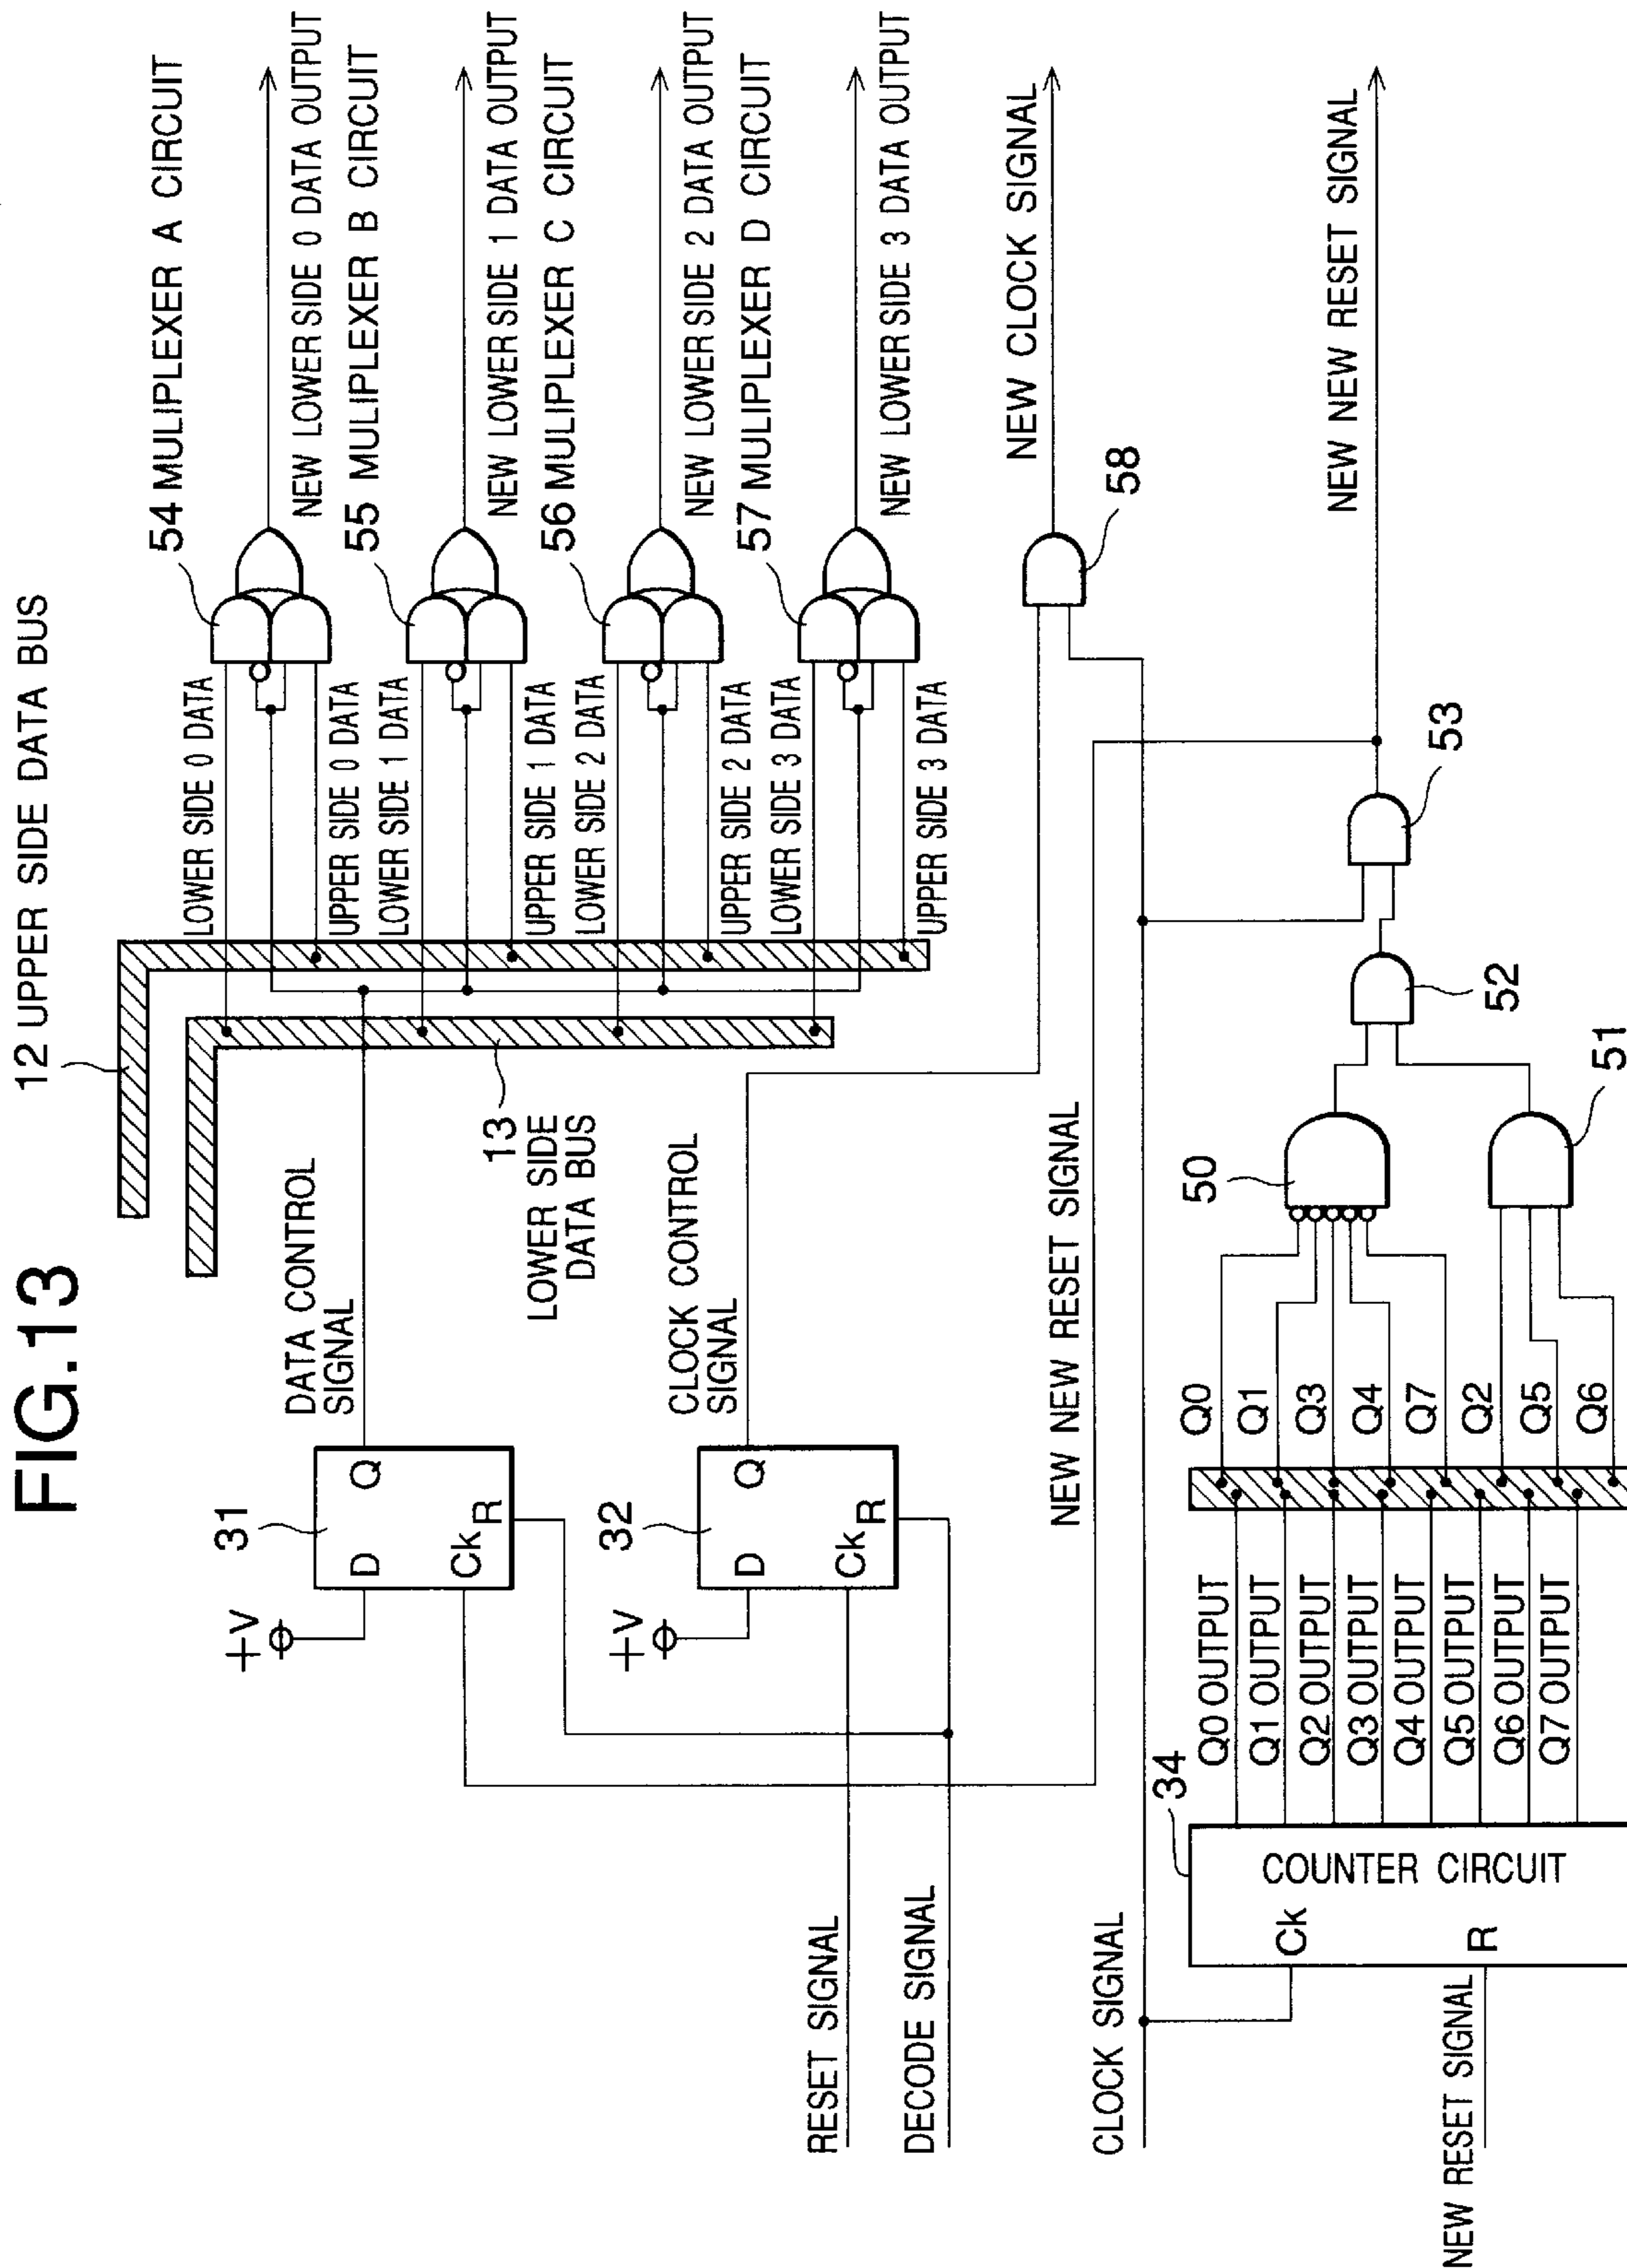 FIG.13
12 UPPER SIDE DATA BUS
13
LOWER SIDE
DATA BUS
54 MULIPLEXER A CIRCUIT
LOWER SIDE 0 DATA
UPPER SIDE 0 DATA
NEW LOWER SIDE 0 DATA OUTPUT
55 MULIPLEXER B CIRCUIT
LOWER SIDE 1 DATA
UPPER SIDE 1 DATA
NEW LOWER SIDE 1 DATA OUTPUT
56 MULIPLEXER C CIRCUIT
LOWER SIDE 2 DATA
UPPER SIDE 2 DATA
NEW LOWER SIDE 2 DATA OUTPUT
57 MULIPLEXER D CIRCUIT
LOWER SIDE 3 DATA
UPPER SIDE 3 DATA
NEW LOWER SIDE 3 DATA OUTPUT
31
+V
D
Q
Ck
R
DATA CONTROL
SIGNAL
32
+V
D
Q
Ck
R
CLOCK CONTROL
SIGNAL
RESET SIGNAL
DECODE SIGNAL
NEW NEW RESET SIGNAL
58
NEW CLOCK SIGNAL
CLOCK SIGNAL
34
COUNTER CIRCUIT
Ck
R
NEW RESET SIGNAL
Q0 OUTPUT
Q1 OUTPUT
Q2 OUTPUT
Q3 OUTPUT
Q4 OUTPUT
Q5 OUTPUT
Q6 OUTPUT
Q7 OUTPUT
Q0
Q1
Q3
Q4
Q7
Q2
Q5
Q6
50
51
52
53
NEW NEW RESET SIGNAL